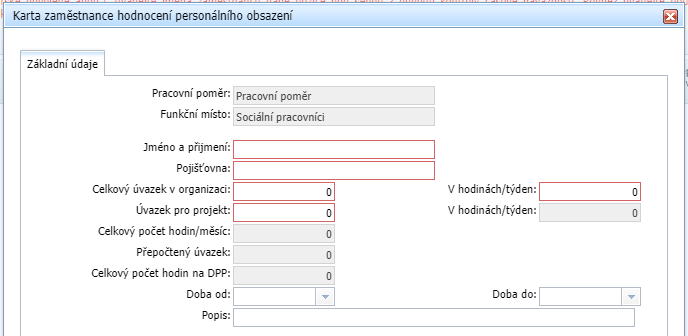 Karta zaměstnance hodnocení personálního obsazení
Základní údaje
Pracovní poměr: Pracovní poměr
Funkční místo: Sociální pracovníci
Jméno a přijmení:
Pojišťovna:
Celkový úvazek v organizaci: 0 V hodinách/týden: 0
Úvazek pro projekt: 0 V hodinách/týden: 0
Celkový počet hodin/měsíc: 0
Přepočtený úvazek: 0
Celkový počet hodin na DPP: 0
Doba od: Doba do:
Popis: